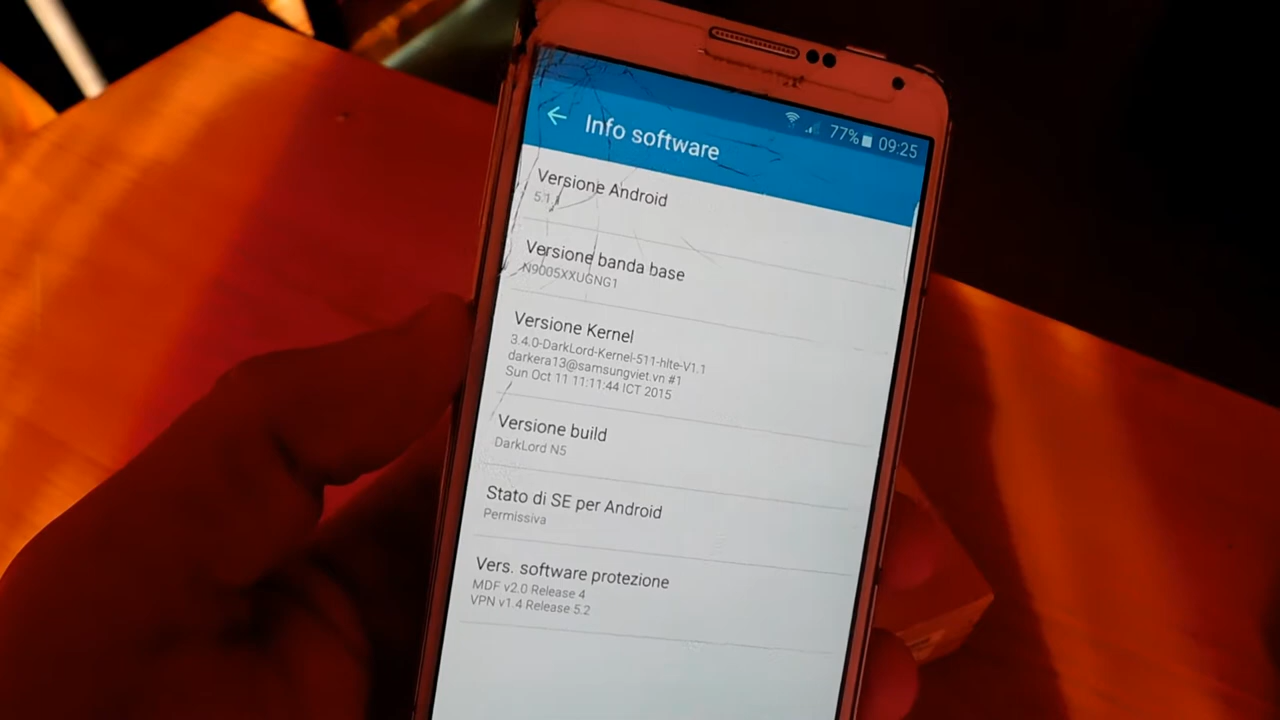 77% 09:25
Info software
Versione Android
5.1.1
Versione banda base
N9005XXUGNG1
Versione Kernel
3.4.0-DarkLord-Kernel-511-hlte-V1.1
darkera13@samsungviet.vn #1
Sun Oct 11 11:11:44 ICT 2015
Versione build
DarkLord N5
Stato di SE per Android
Permissiva
Vers. software protezione
MDF v2.0 Release 4
VPN v1.4 Release 5.2